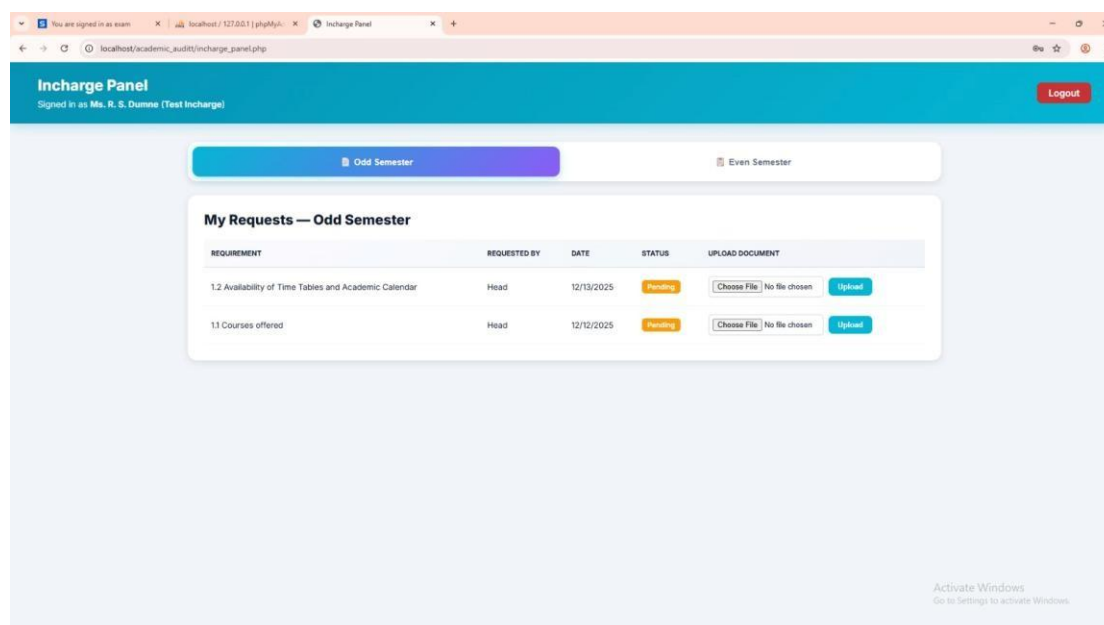 You are signed in as exam
localhost / 127.0.0.1 | phpMyA
Incharge Panel
localhost/academic_auditt/incharge_panel.php
Incharge Panel
Signed in as Ms. R. S. Dumne (Test Incharge)
Logout
Odd Semester
Even Semester
My Requests — Odd Semester
REQUIREMENT REQUESTED BY DATE STATUS UPLOAD DOCUMENT
1.2 Availability of Time Tables and Academic Calendar Head 12/13/2025 Pending Choose File No file chosen Upload
1.1 Courses offered Head 12/12/2025 Pending Choose File No file chosen Upload
Activate Windows
Go to Settings to activate Windows.